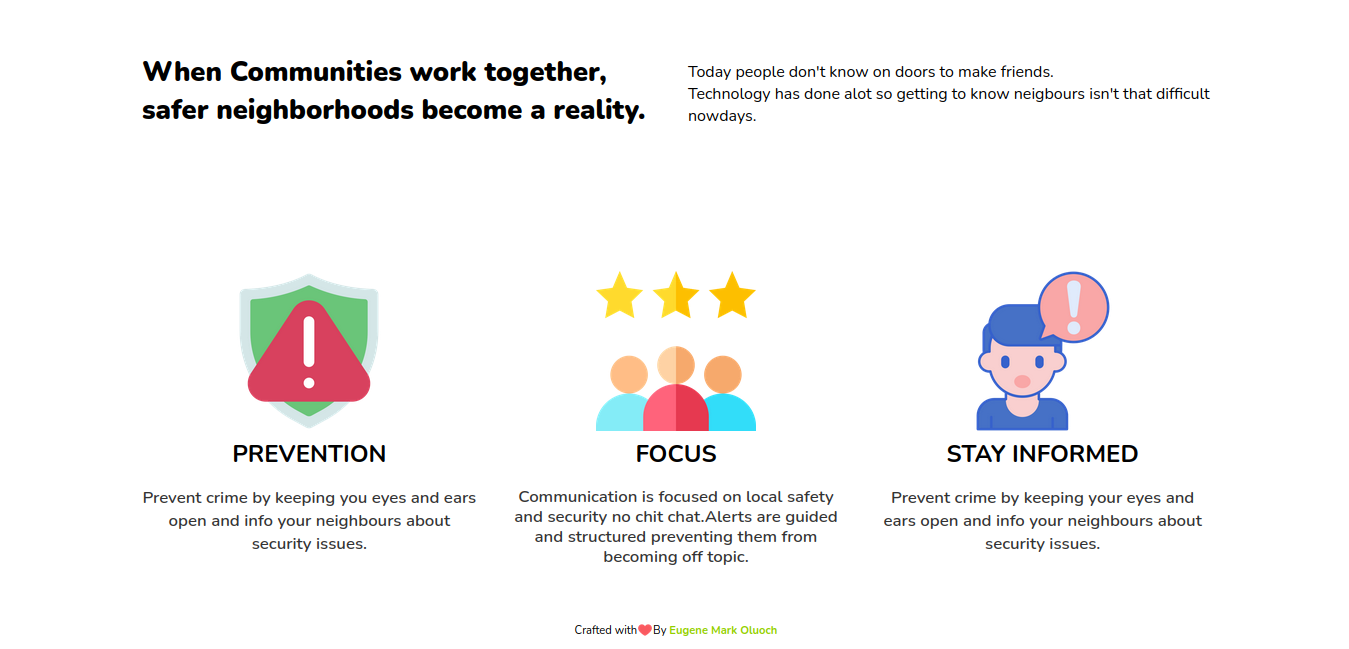 When Communities work together,
safer neighborhoods become a reality.
Today people don't know on doors to make friends.
Technology has done alot so getting to know neigbours isn't that difficult
nowdays.
PREVENTION
Prevent crime by keeping you eyes and ears
open and info your neighbours about
security issues.
FOCUS
Communication is focused on local safety
and security no chit chat.Alerts are guided
and structured preventing them from
becoming off topic.
STAY INFORMED
Prevent crime by keeping your eyes and
ears open and info your neighbours about
security issues.
Crafted with❤By Eugene Mark Oluoch